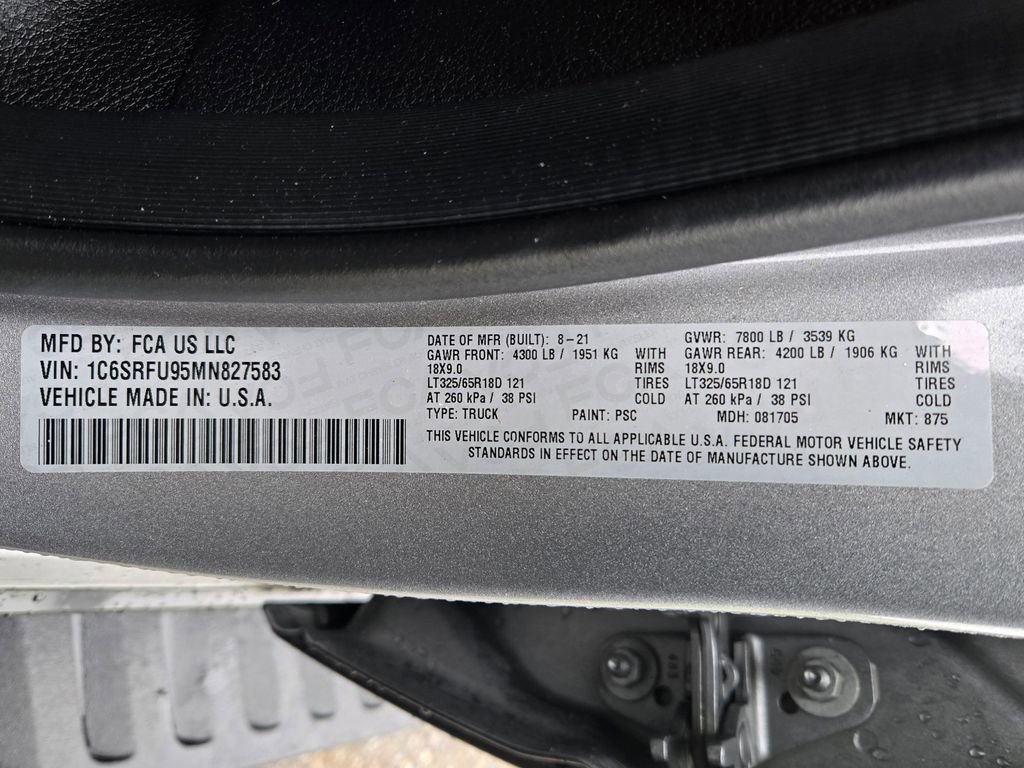 MFD BY: FCA US LLC
VIN: 1C6SRFU95MN827583
VEHICLE MADE IN: U.S.A.
DATE OF MFR (BUILT): 8-21 GVWR: 7800 LB / 3539 KG
GAWR FRONT: 4300 LB / 1951 KG WITH GAWR REAR: 4200 LB / 1906 KG WITH
18X9.0 RIMS 18X9.0 RIMS
LT325/65R18D 121 TIRES LT325/65R18D 121 TIRES
AT 260 kPa / 38 PSI COLD AT 260 kPa / 38 PSI COLD
TYPE: TRUCK PAINT: PSC MDH: 081705 MKT: 875
THIS VEHICLE CONFORMS TO ALL APPLICABLE U.S.A. FEDERAL MOTOR VEHICLE SAFETY
STANDARDS IN EFFECT ON THE DATE OF MANUFACTURE SHOWN ABOVE.